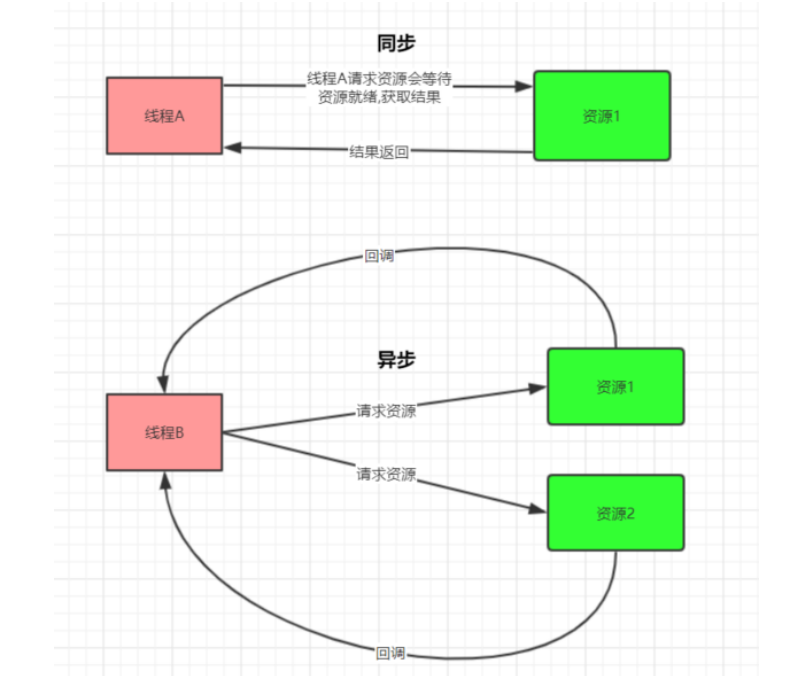 同步
线程A
线程A请求资源会等待
资源就绪,获取结果
资源1
结果返回
回调
异步
资源1
请求资源
线程B
请求资源
资源2
回调